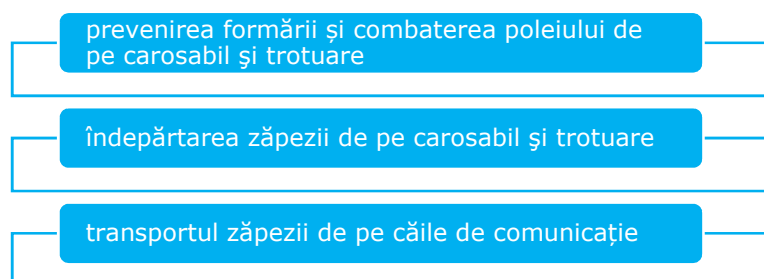 prevenirea formării și combaterea poleiului de
pe carosabil şi trotuare
îndepărtarea zăpezii de pe carosabil şi trotuare
transportul zăpezii de pe căile de comunicație